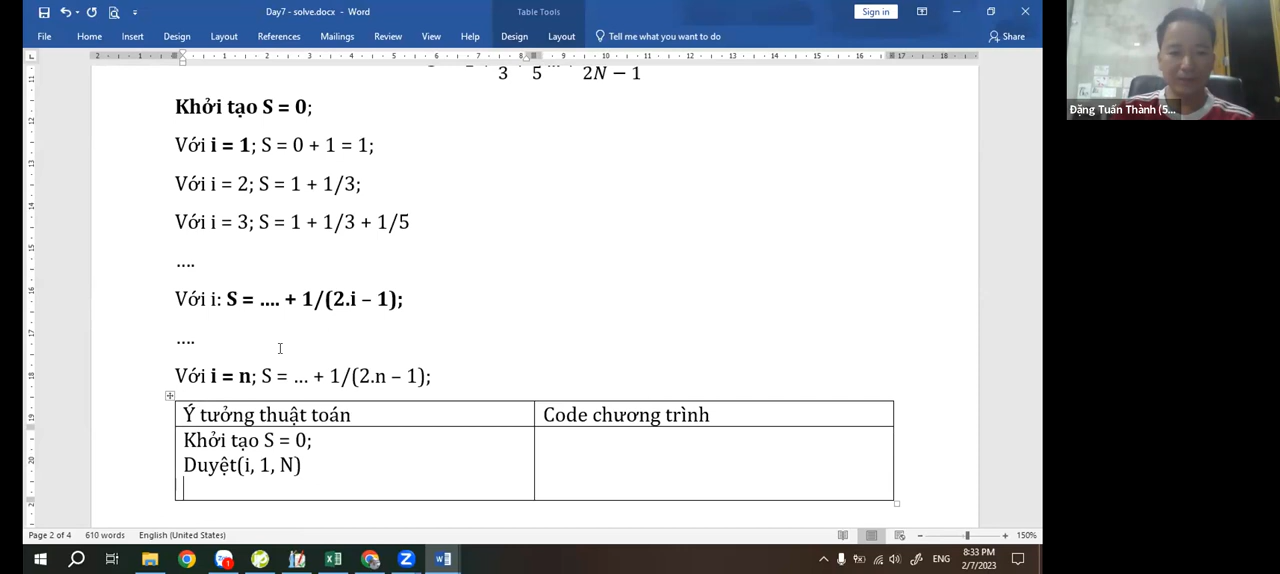 Day7 - solve.docx - Word
Table Tools
Sign in
File Home Insert Design Layout References Mailings Review View Help Design Layout Tell me what you want to do Share
3 5 2N − 1
Khởi tạo S = 0;
Với i = 1; S = 0 + 1 = 1;
Với i = 2; S = 1 + 1/3;
Với i = 3; S = 1 + 1/3 + 1/5
....
Với i: S = .... + 1/(2.i – 1);
....
Với i = n; S = ... + 1/(2.n – 1);
Ý tưởng thuật toán Code chương trình
Khởi tạo S = 0;
Duyệt(i, 1, N)
Page 2 of 4 610 words English (United States) 150%
ENG 8:33 PM
2/7/2023
Đặng Tuấn Thành (5...